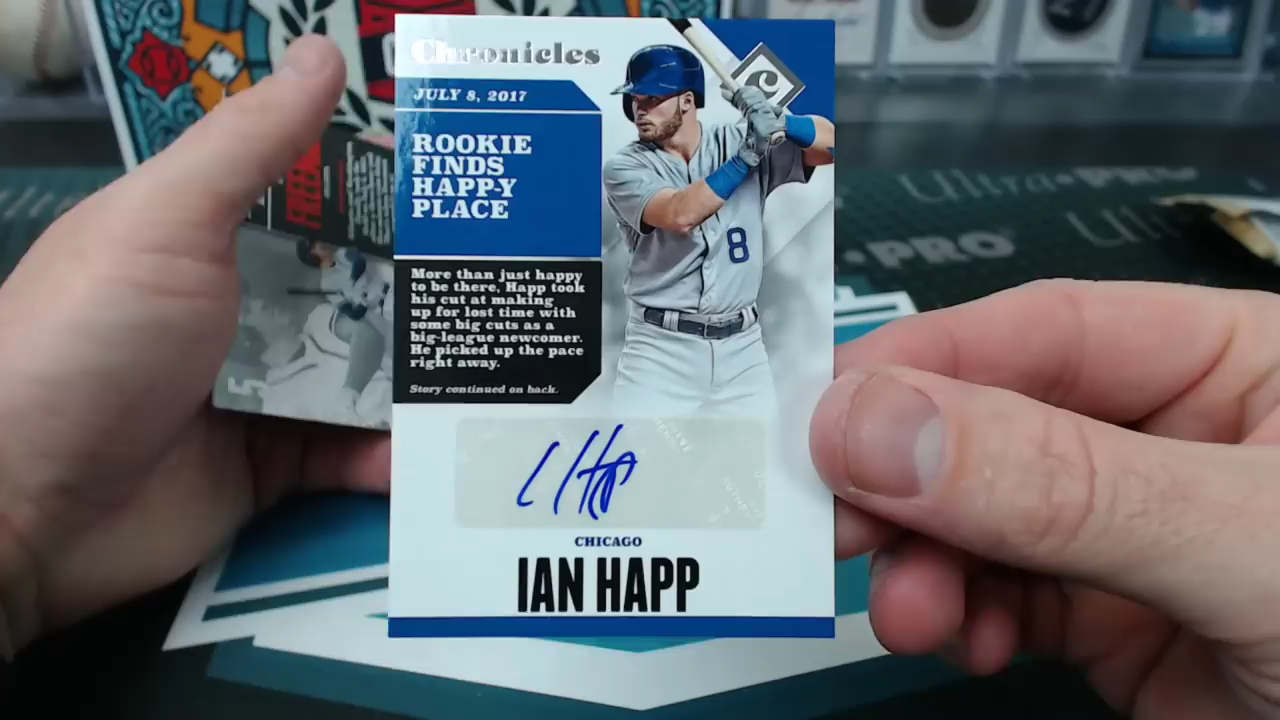 Chronicles
C
JULY 8, 2017
ROOKIE
FINDS
HAPP-Y
PLACE
8
More than just happy
to be there, Happ took
his cut at making
up for lost time with
some big cuts as a
big-league newcomer.
He picked up the pace
right away.
Story continued on back.
CHICAGO
IAN HAPP
Ultra PRO
PRO
Ult
5